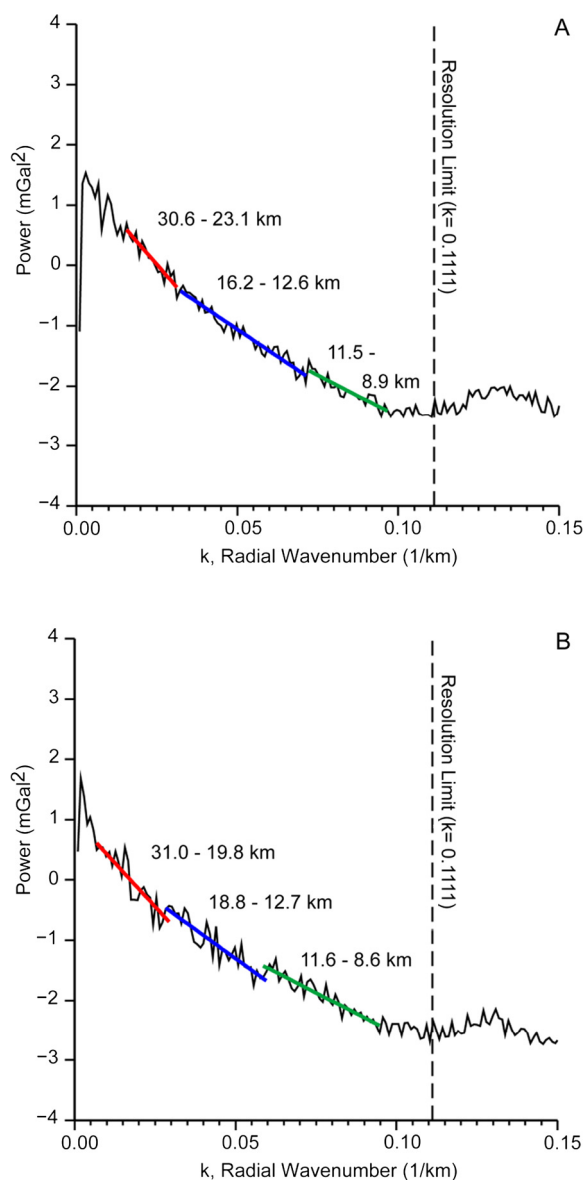 A
4
3
2
1
0
−1
−2
−3
−4
Power (mGal2)
30.6 - 23.1 km
16.2 - 12.6 km
11.5 -
8.9 km
Resolution Limit (k= 0.1111)
0.00
0.05
0.10
0.15
k, Radial Wavenumber (1/km)
B
4
3
2
1
0
−1
−2
−3
−4
Power (mGal2)
31.0 - 19.8 km
18.8 - 12.7 km
11.6 - 8.6 km
Resolution Limit (k= 0.1111)
0.00
0.05
0.10
0.15
k, Radial Wavenumber (1/km)